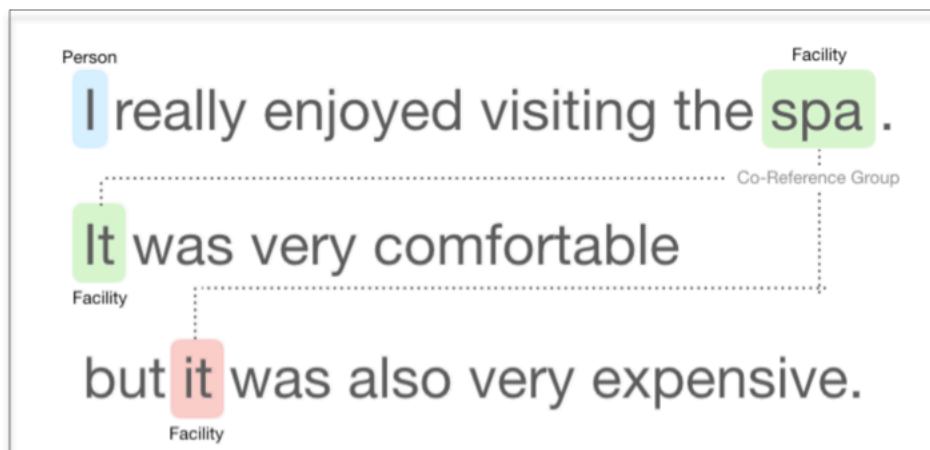 Person
Facility
I really enjoyed visiting the spa .
Co-Reference Group
It was very comfortable
Facility
but it was also very expensive.
Facility